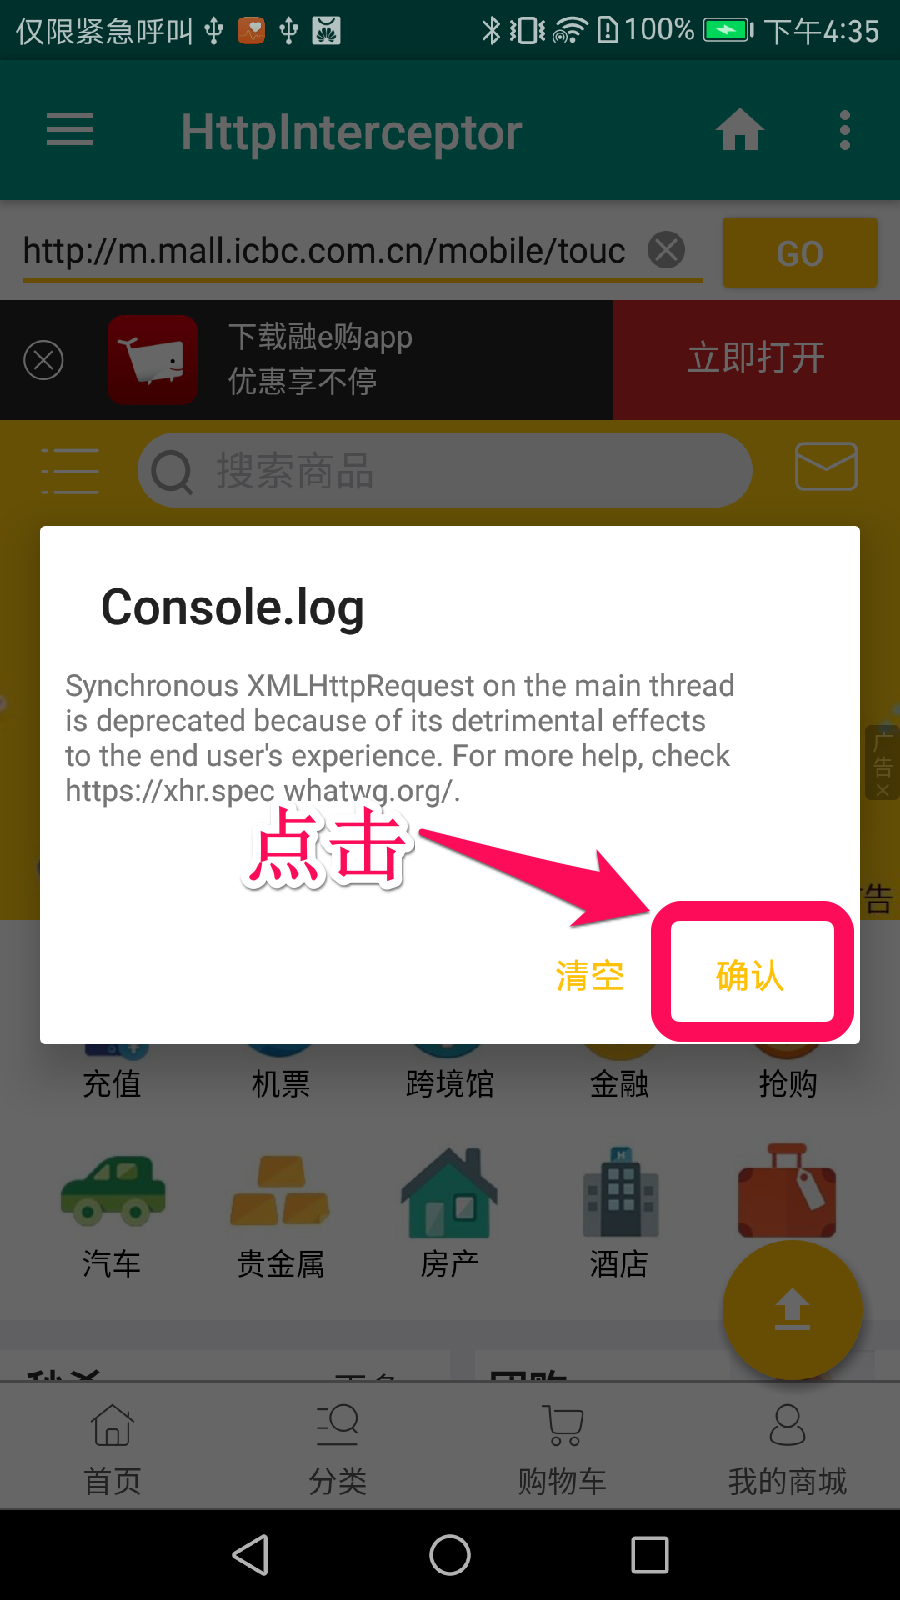 仅限紧急呼叫 100% 下午4:35
HttpInterceptor
http://m.mall.icbc.com.cn/mobile/touc GO
下载融e购app
优惠享不停
立即打开
搜索商品
Console.log
Synchronous XMLHttpRequest on the main thread
is deprecated because of its detrimental effects
to the end user's experience. For more help, check
https://xhr.spec whatwg.org/.
广告
点击
告
清空 确认
充值 机票 跨境馆 金融 抢购
H
汽车 贵金属 房产 酒店
首页 分类 购物车 我的商城